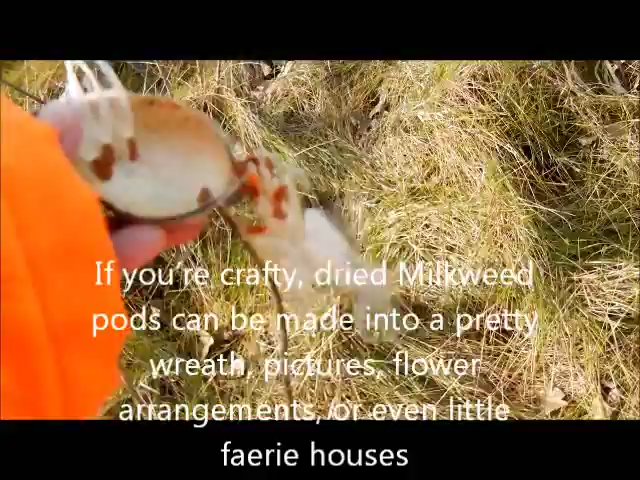 If you're crafty, dried Milkweed
pods can be made into a pretty
wreath, pictures, flower
arrangements, or even little
faerie houses